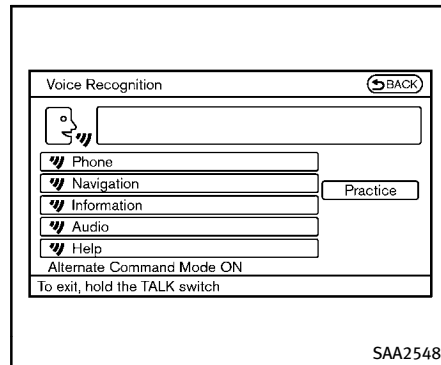 Voice Recognition
BACK
Phone
Navigation
Practice
Information
Audio
Help
Alternate Command Mode ON
To exit, hold the TALK switch
SAA2548